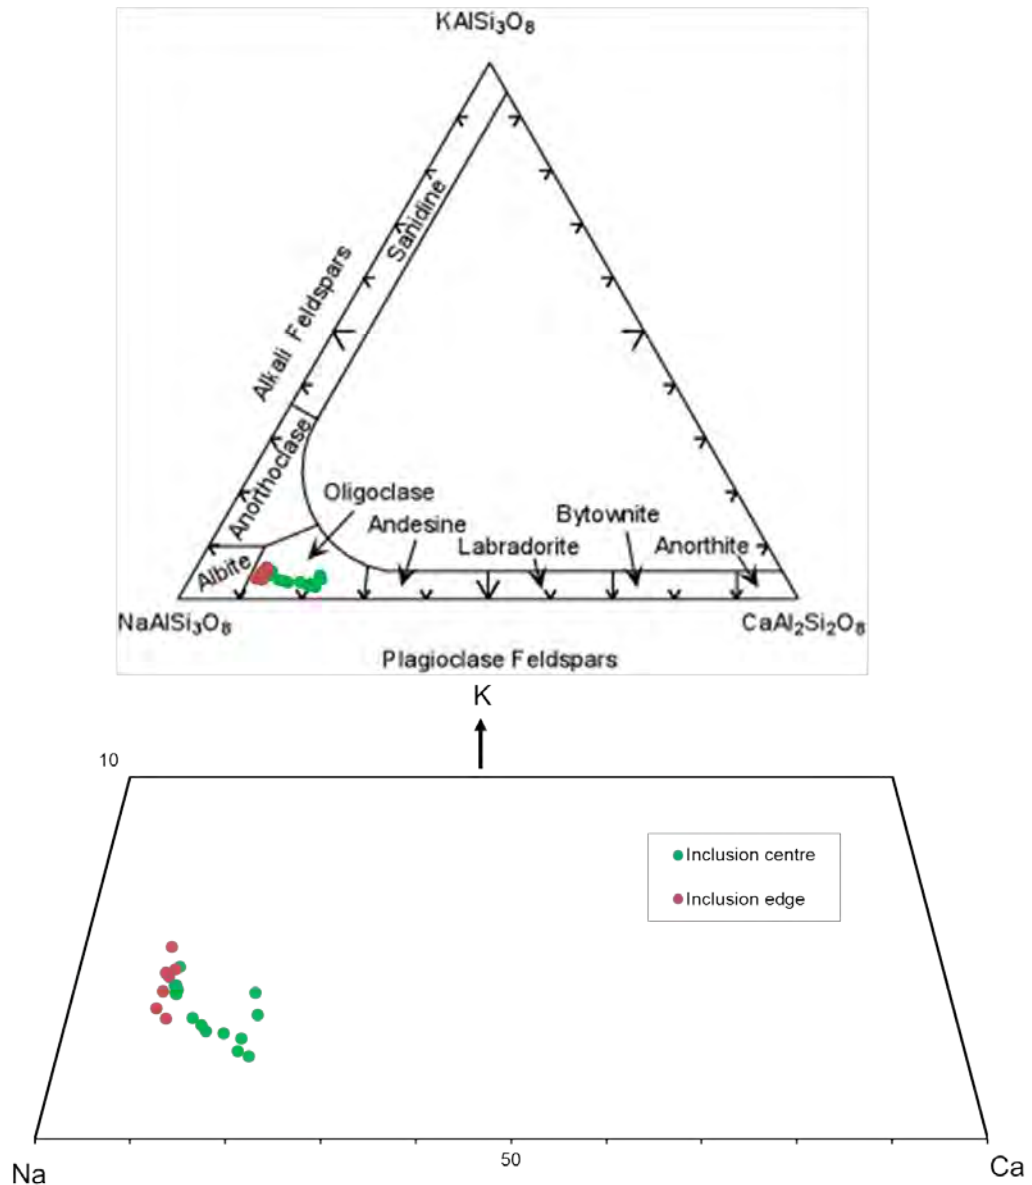 KAlSi₃O₈
Sanidine
Alkali Feldspars
Anorthoclase
Oligoclase
Andesine
Bytownite
Labradorite
Anorthite
Albite
NaAlSi₃O₈
CaAl₂Si₂O₈
Plagioclase Feldspars
K
10
Inclusion centre
Inclusion edge
50
Na
Ca